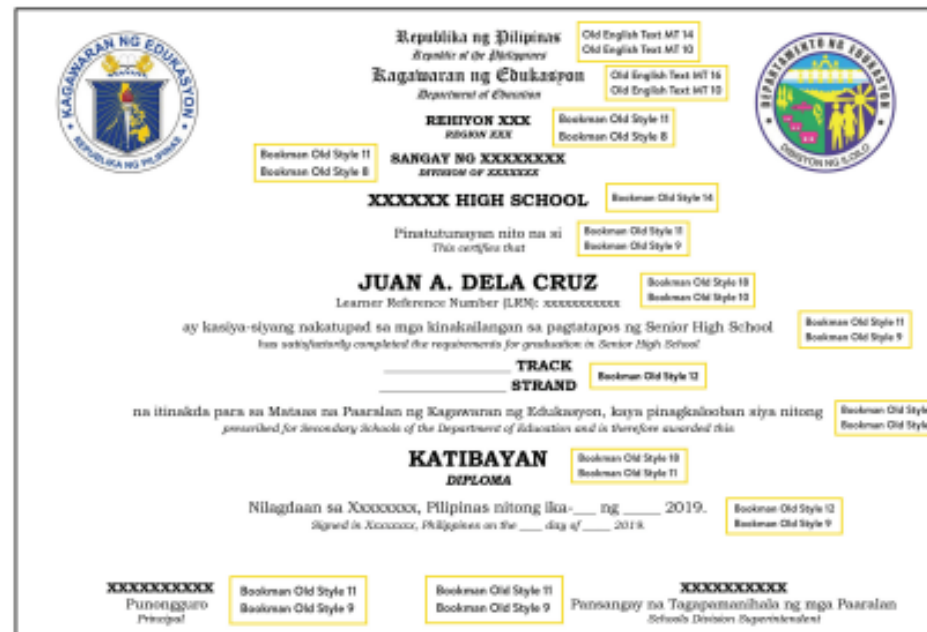 KAGAWARAN NG EDUKASYON
REPUBLIKA NG PILIPINAS
DEPARTAMENTO NG EDUKASYON
DIBISYON NG ILOILO
Republika ng Pilipinas
Old English Text MT 14
Republic of the Philippines
Old English Text MT 10
Kagawaran ng Edukasyon
Old English Text MT 16
Department of Education
Old English Text MT 10
REHIYON XXX
Bookman Old Style 11
REGION XXX
Bookman Old Style 8
Bookman Old Style 11
SANGAY NG XXXXXXXX
Bookman Old Style 8
DIVISION OF XXXXXXX
XXXXXX HIGH SCHOOL
Bookman Old Style 14
Pinatutunayan nito na si
Bookman Old Style 11
This certifies that
Bookman Old Style 9
JUAN A. DELA CRUZ
Bookman Old Style 18
Learner Reference Number (LRN): xxxxxxxxxxx
Bookman Old Style 10
ay kasiya-siyang nakatupad sa mga kinakailangan sa pagtatapos ng Senior High School
Bookman Old Style 11
has satisfactorily completed the requirements for graduation in Senior High School
Bookman Old Style 9
____________ TRACK
____________ STRAND
Bookman Old Style 12
na itinakda para sa Mataas na Paaralan ng Kagawaran ng Edukasyon, kaya pinagkalooban siya nitong
Bookman Old Style
prescribed for Secondary Schools of the Department of Education and is therefore awarded this
Bookman Old Style
KATIBAYAN
Bookman Old Style 18
DIPLOMA
Bookman Old Style 11
Nilagdaan sa Xxxxxxxx, Pilipinas nitong ika-___ ng _____ 2019.
Bookman Old Style 12
Signed in Xxxxxxxx, Philippines on the ____ day of _____ 2019.
Bookman Old Style 9
XXXXXXXXXX
Bookman Old Style 11
Punongguro
Bookman Old Style 9
Principal
Bookman Old Style 11
XXXXXXXXXX
Bookman Old Style 9
Pansangay na Tagapamanihala ng mga Paaralan
Schools Division Superintendent